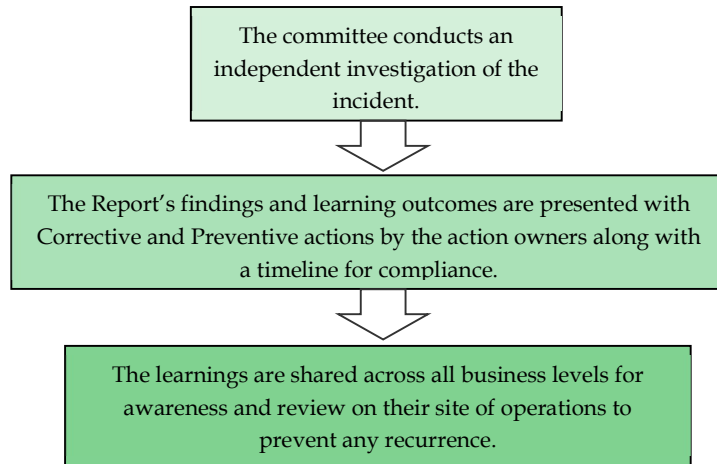 The committee conducts an
independent investigation of the
incident.
The Report’s findings and learning outcomes are presented with
Corrective and Preventive actions by the action owners along with
a timeline for compliance.
The learnings are shared across all business levels for
awareness and review on their site of operations to
prevent any recurrence.